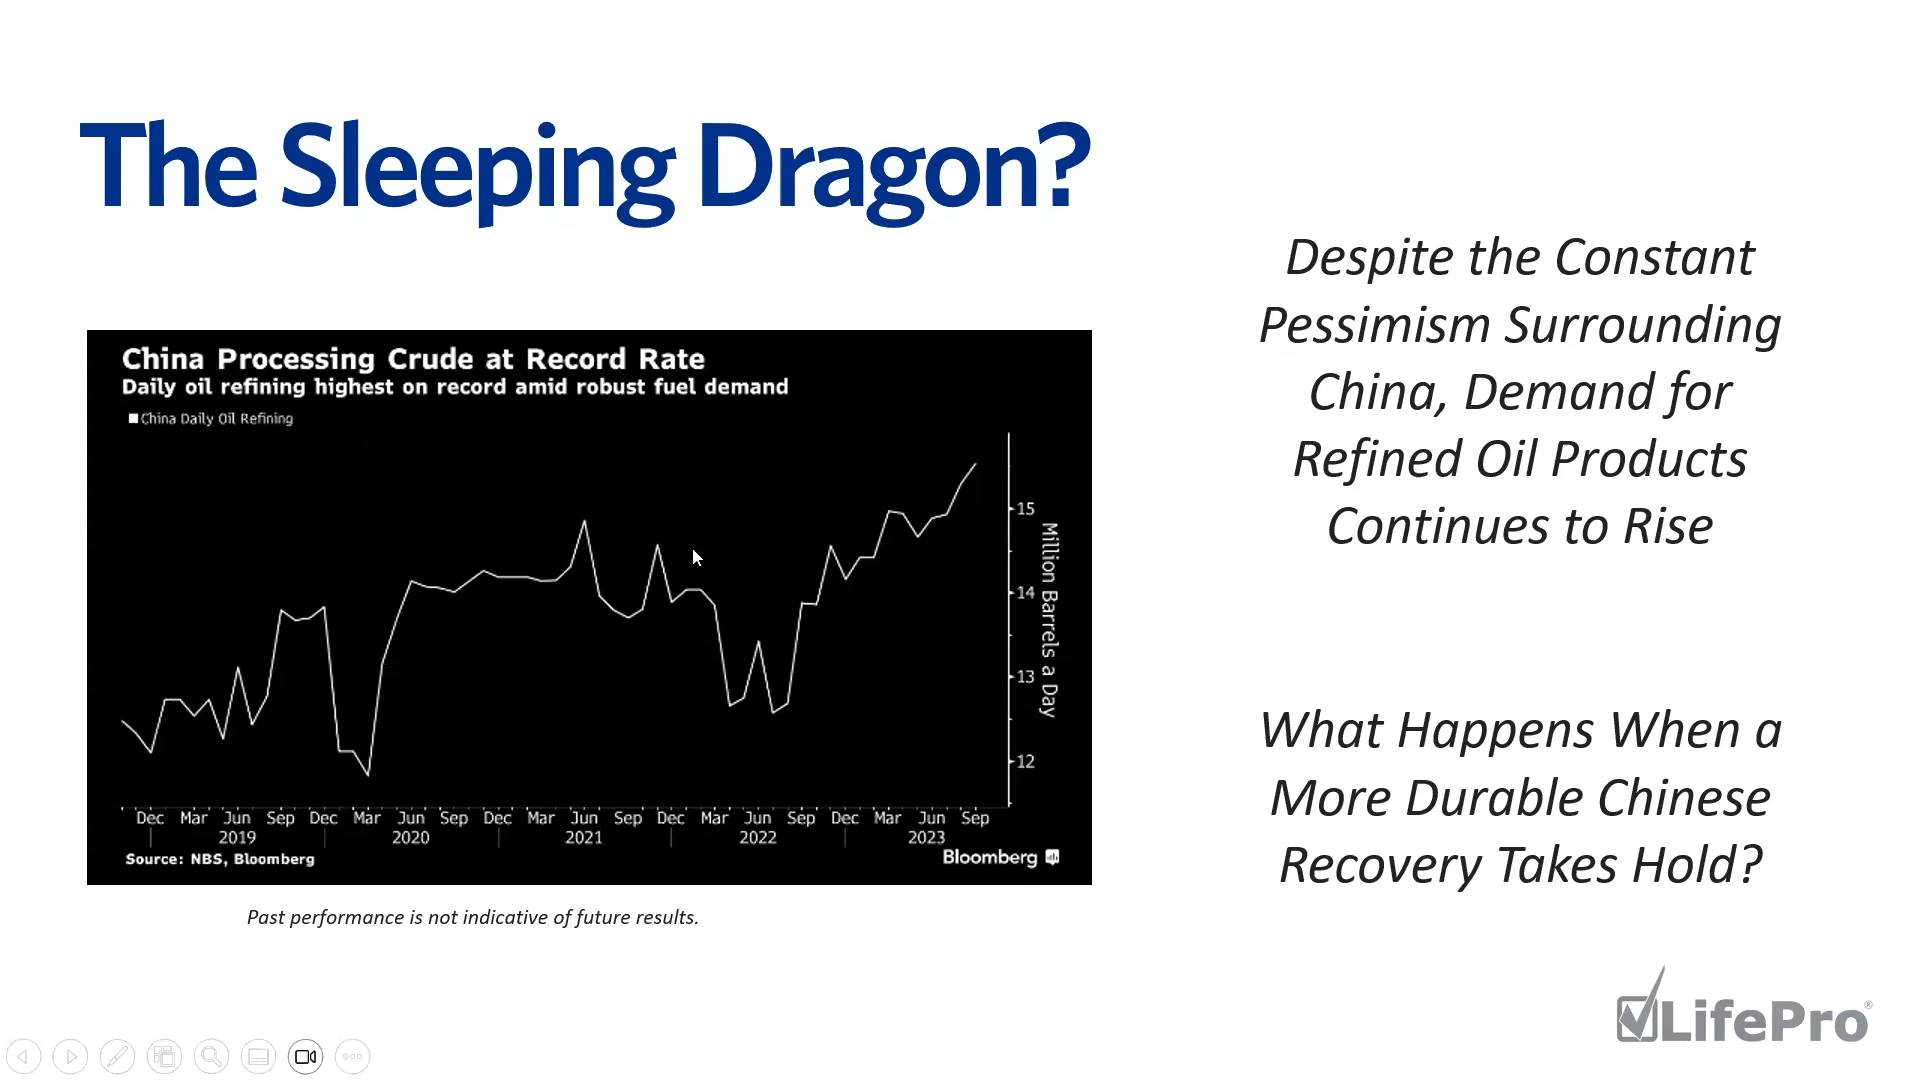 The Sleeping Dragon?
Despite the Constant
Pessimism Surrounding
China, Demand for
Refined Oil Products
Continues to Rise
What Happens When a
More Durable Chinese
Recovery Takes Hold?
China Processing Crude at Record Rate
Daily oil refining highest on record amid robust fuel demand
China Daily Oil Refining
15
14
13
12
Million Barrels a Day
Dec Mar Jun Sep Dec Mar Jun Sep Dec Mar Jun Sep Dec Mar Jun Sep Dec Mar Jun Sep
2019 2020 2021 2022 2023
Source: NBS, Bloomberg
Bloomberg
Past performance is not indicative of future results.
LifePro®